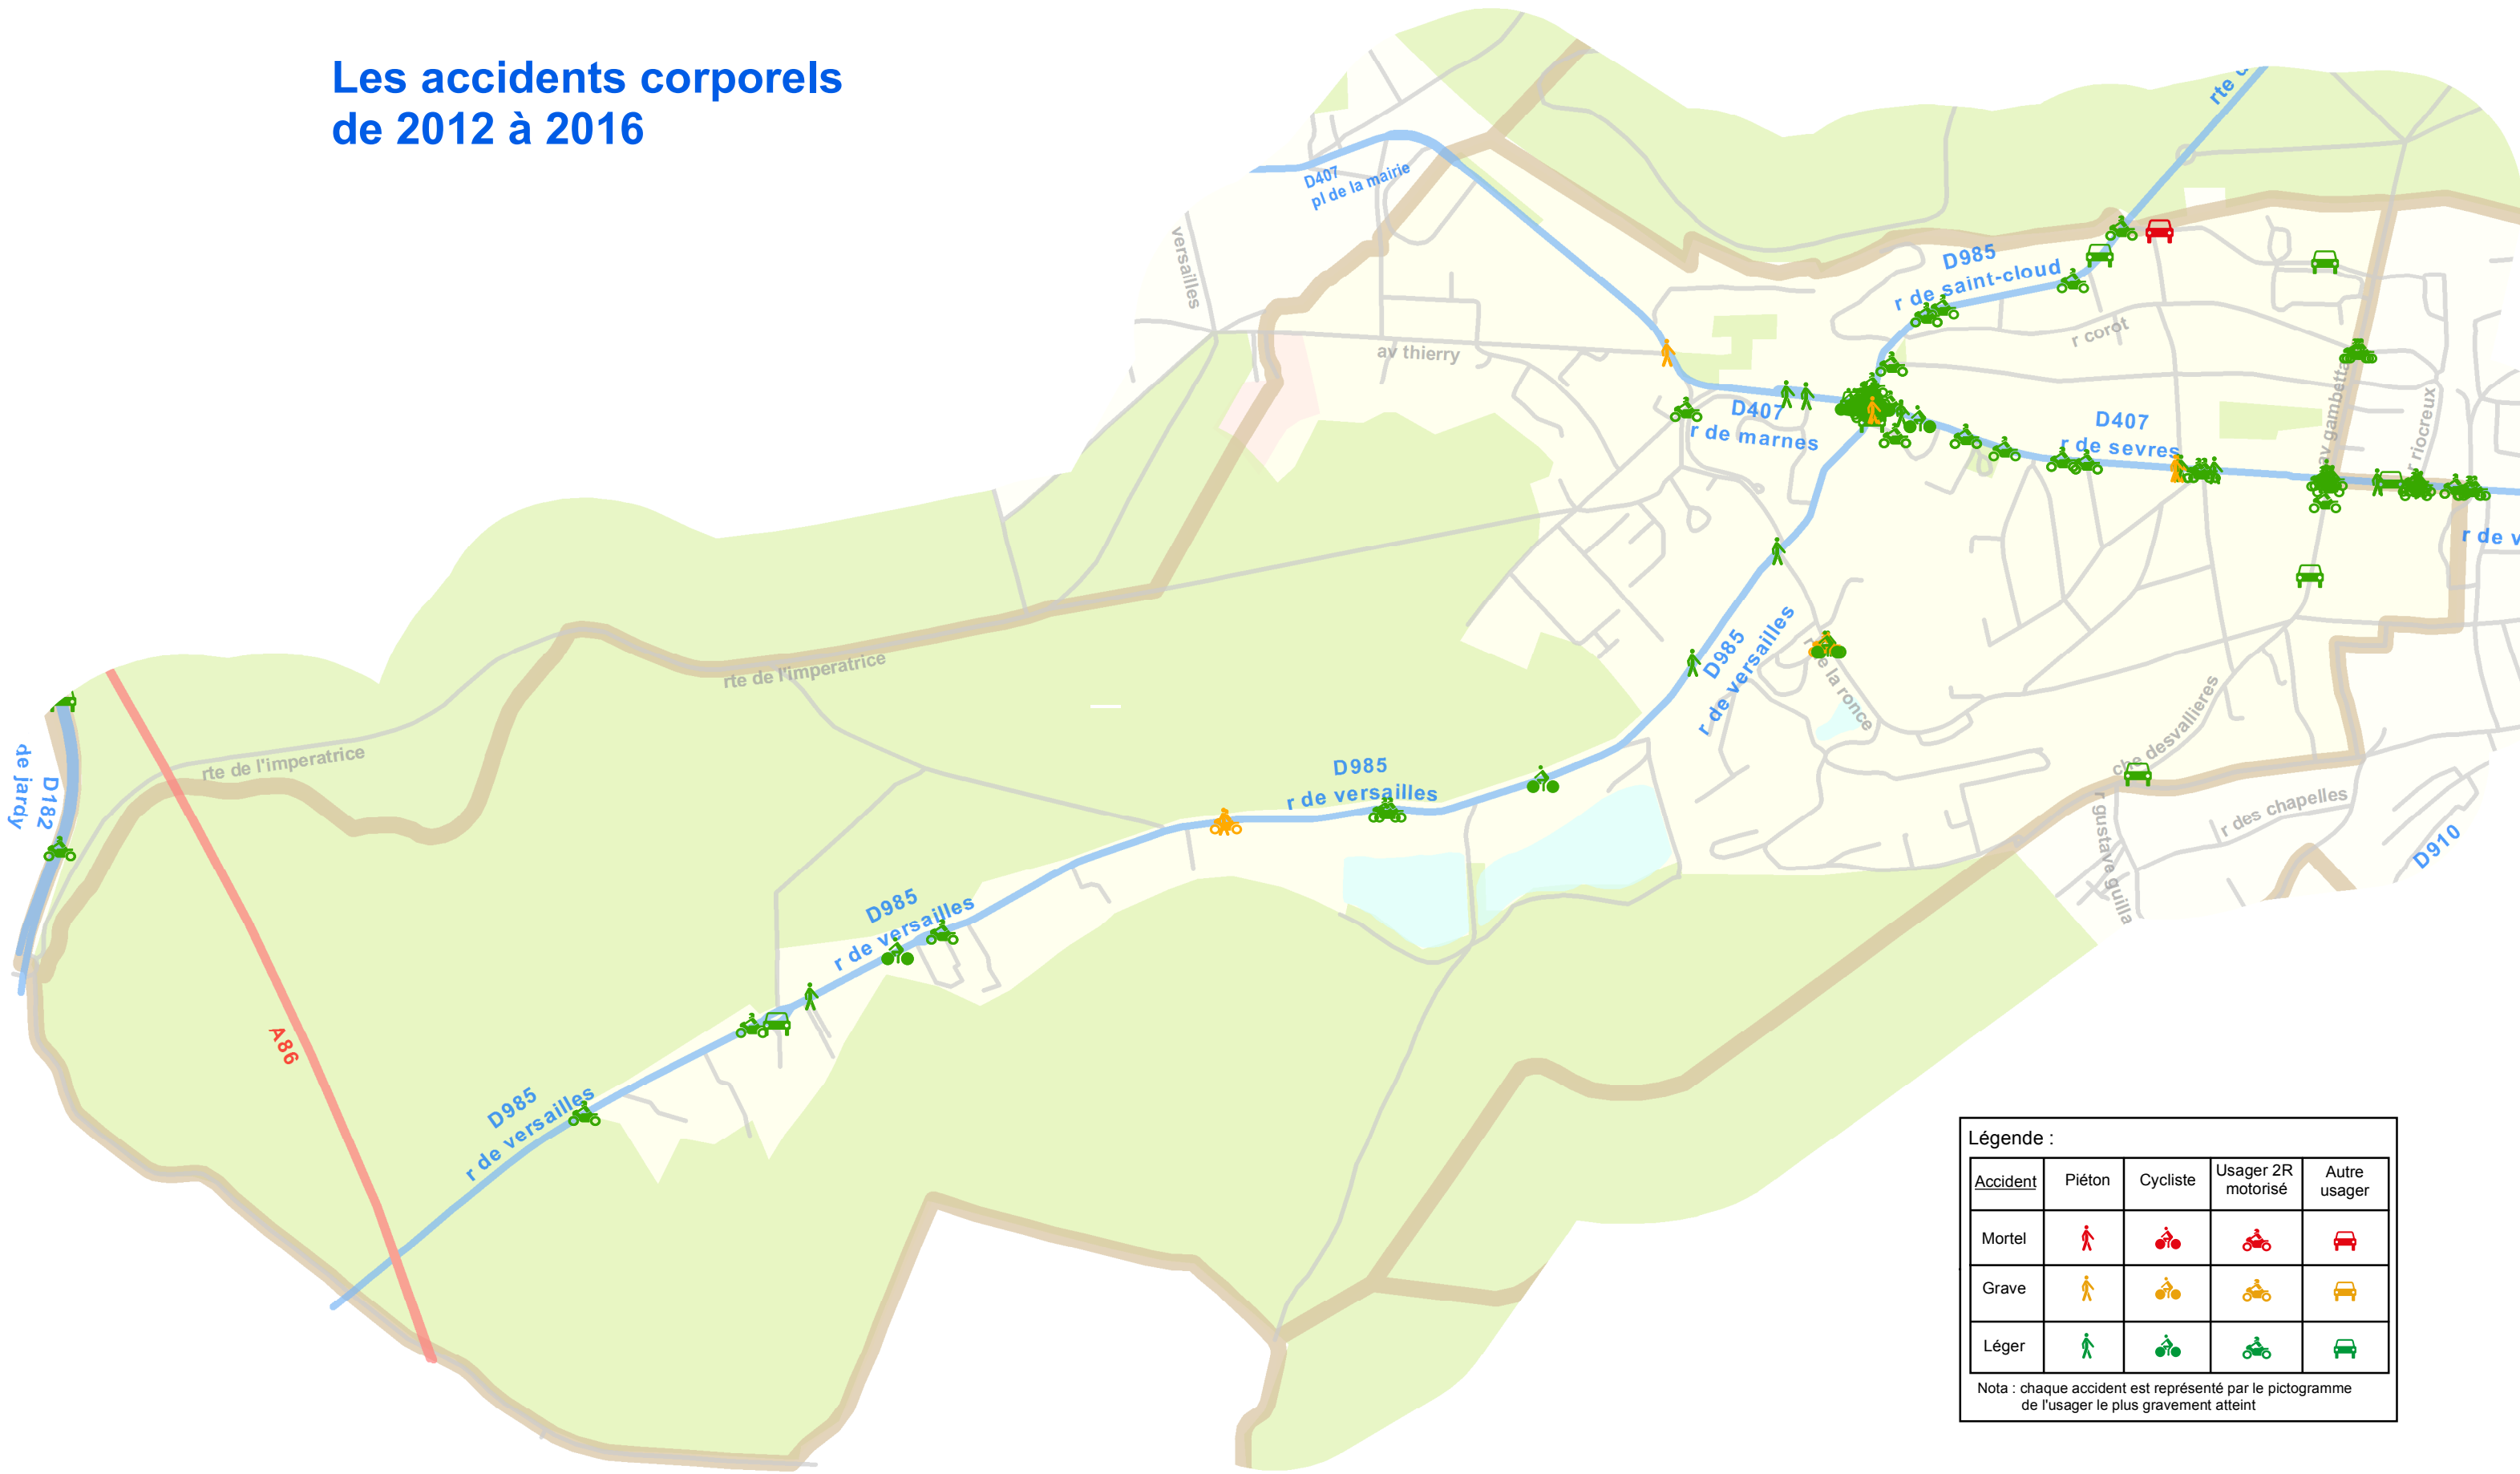 Les accidents corporels
de 2012 à 2016
D407
pl de la mairie
versailles
av thierry
rte
D985
r de saint-cloud
r corot
D407
r de marnes
D407
r de sevres
av gambetta
r riocreux
r de v
D985
r de versailles
r de la ronce
che desvallieres
r gustave guilla
r des chapelles
D910
rte de l'imperatrice
rte de l'imperatrice
D182
de jardy
D985
r de versailles
D985
r de versailles
A86
D985
r de versailles
Légende :
Accident Piéton Cycliste Usager 2R motorisé Autre usager
Mortel
Grave
Léger
Nota : chaque accident est représenté par le pictogramme
de l'usager le plus gravement atteint